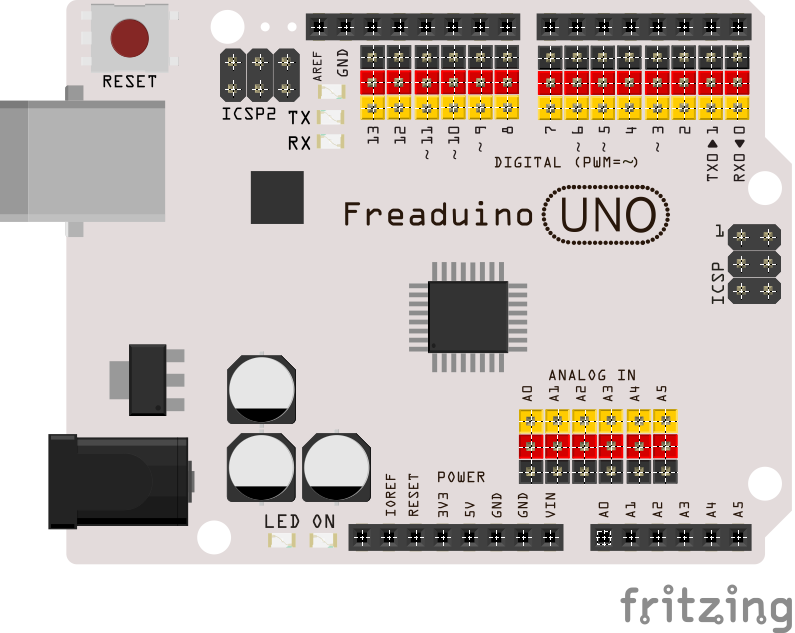 RESET
ICSP2
AREF
GND
TX
RX
13 12 ~11 ~10 ~9 8 7 ~6 ~5 4 ~3 2 TX0▶1 RX0◀0
DIGITAL (PWM=~)
Freaduino UNO
1
ICSP
ANALOG IN
A0 A1 A2 A3 A4 A5
POWER
IOREF RESET 3V3 5V GND GND VIN
A0 A1 A2 A3 A4 A5
LED ON
fritzing